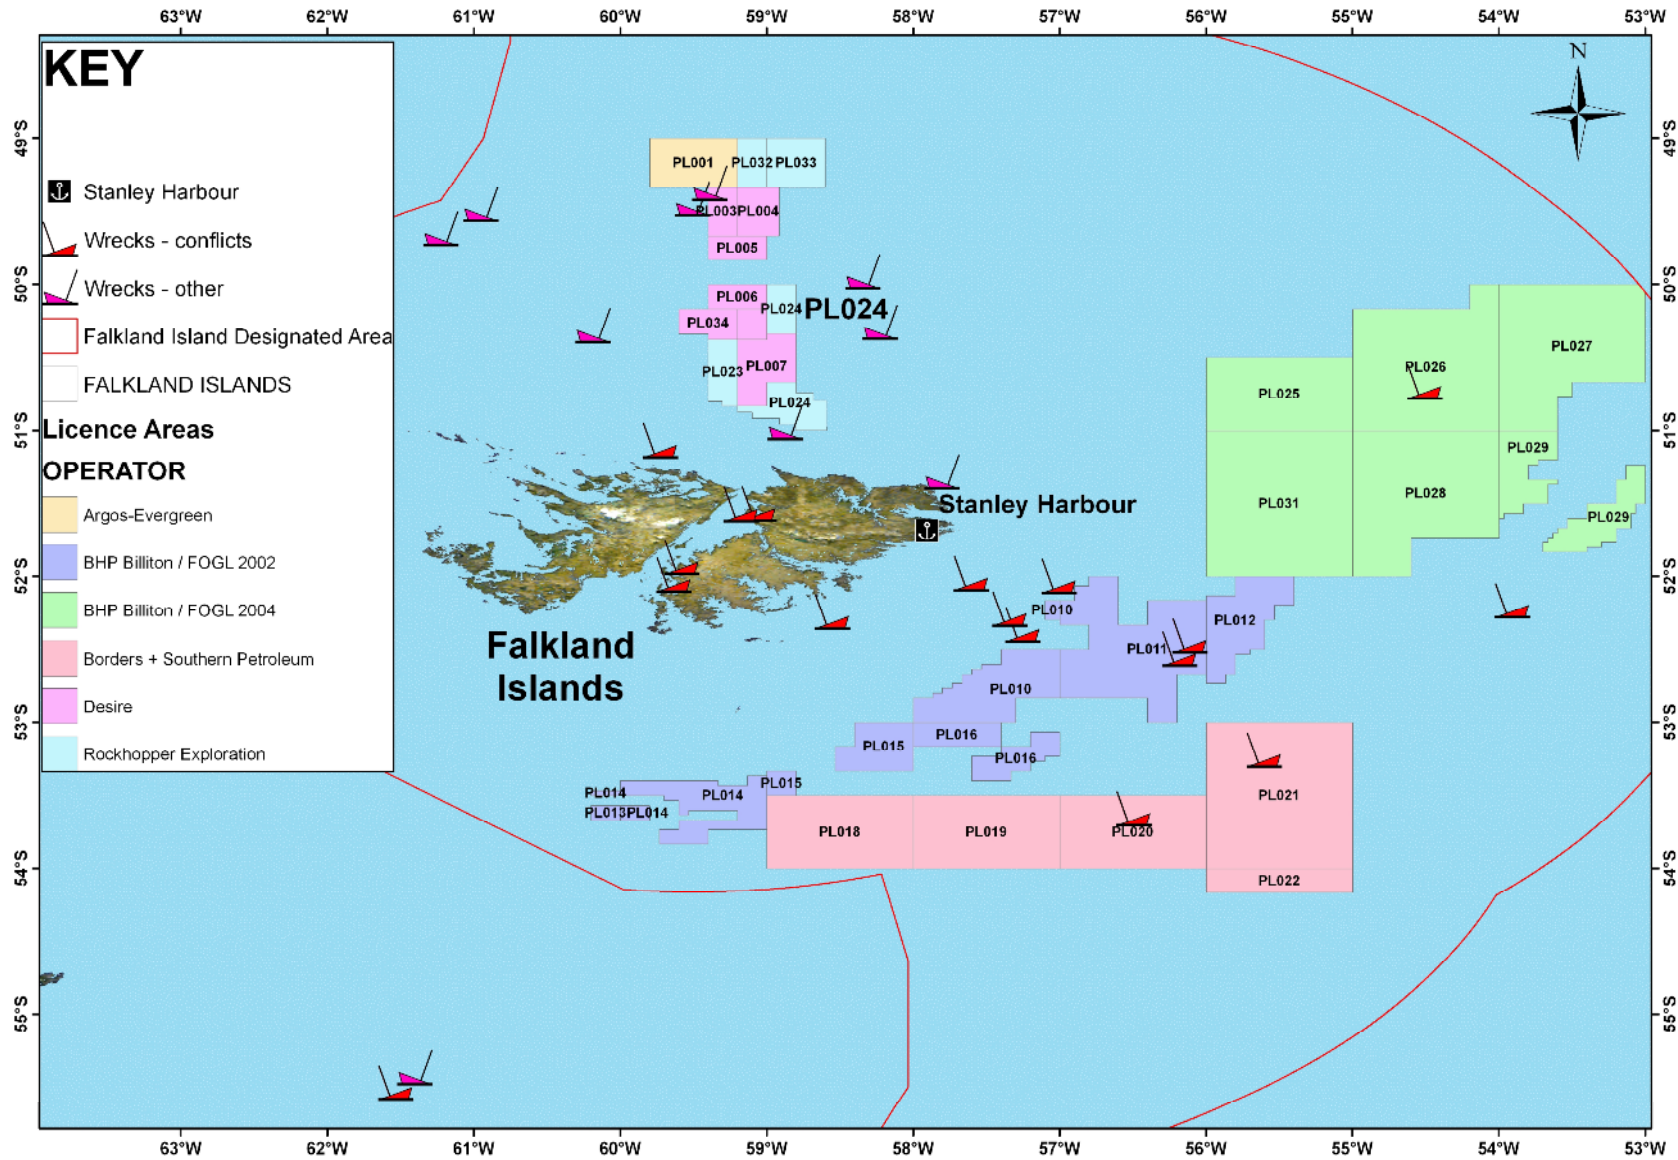 63°W 62°W 61°W 60°W 59°W 58°W 57°W 56°W 55°W 54°W 53°W
KEY
N
49°S 49°S
PL001 PL032 PL033
Stanley Harbour
PL003 PL004
Wrecks - conflicts
PL005
Wrecks - other
50°S 50°S
PL006 PL024 PL024
PL034
Falkland Island Designated Area
PL027
PL026
PL023 PL007
FALKLAND ISLANDS
PL025
PL024
Licence Areas
51°S 51°S
PL029
OPERATOR
PL028
PL031
Stanley Harbour
Argos-Evergreen
PL029
BHP Billiton / FOGL 2002
52°S 52°S
BHP Billiton / FOGL 2004
PL010
PL012
Falkland
Islands
PL011
Borders + Southern Petroleum
PL010
Desire
53°S 53°S
PL016
PL015
Rockhopper Exploration
PL016
PL015
PL014 PL014
PL021
PL013 PL014
PL018 PL019 PL020
54°S 54°S
PL022
55°S 55°S
63°W 62°W 61°W 60°W 59°W 58°W 57°W 56°W 55°W 54°W 53°W